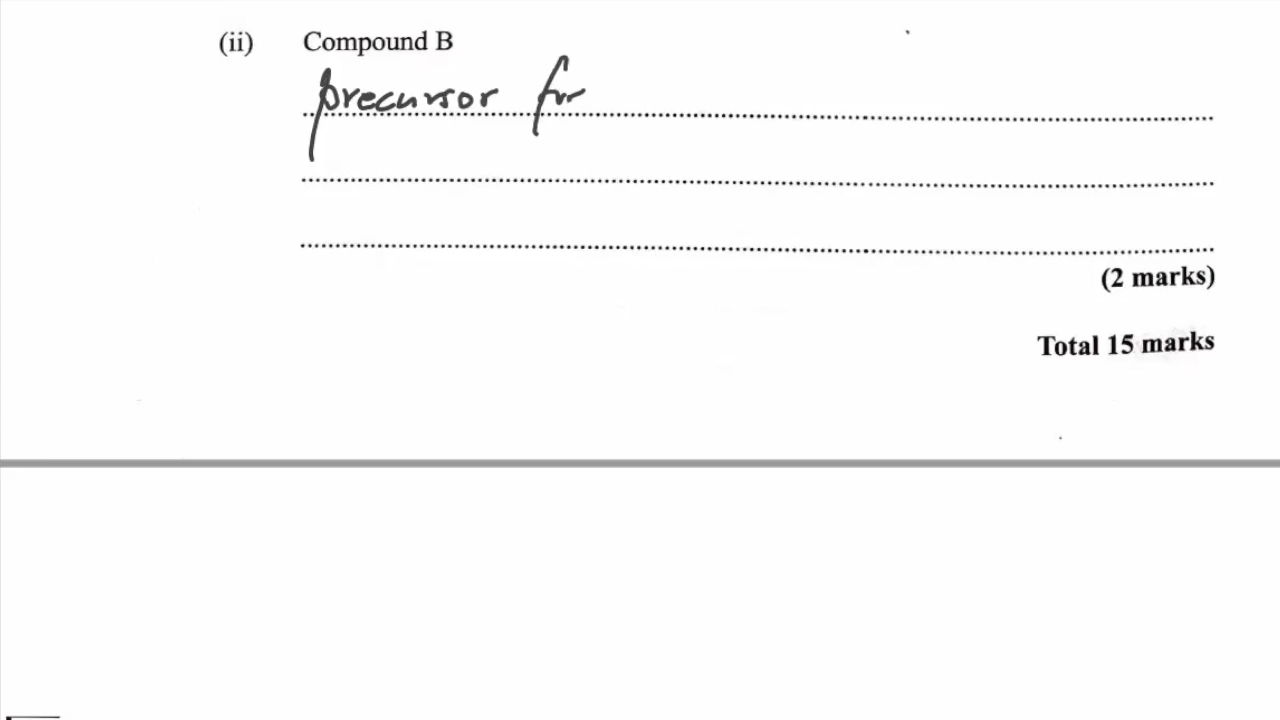 (ii) Compound B
precursor for
(2 marks)
Total 15 marks